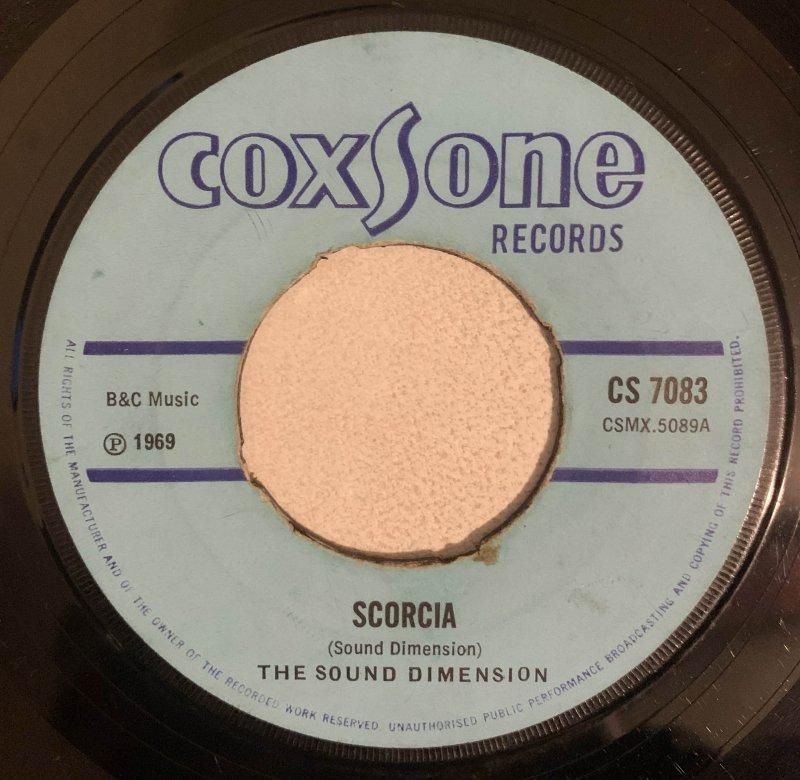 coxsone
RECORDS
B&C Music
℗ 1969
CS 7083
CSMX.5089A
SCORCIA
(Sound Dimension)
THE SOUND DIMENSION
ALL RIGHTS OF THE MANUFACTURER AND OF THE OWNER OF THE RECORDED WORK RESERVED. UNAUTHORISED PUBLIC PERFORMANCE BROADCASTING AND COPYING OF THIS RECORD PROHIBITED.